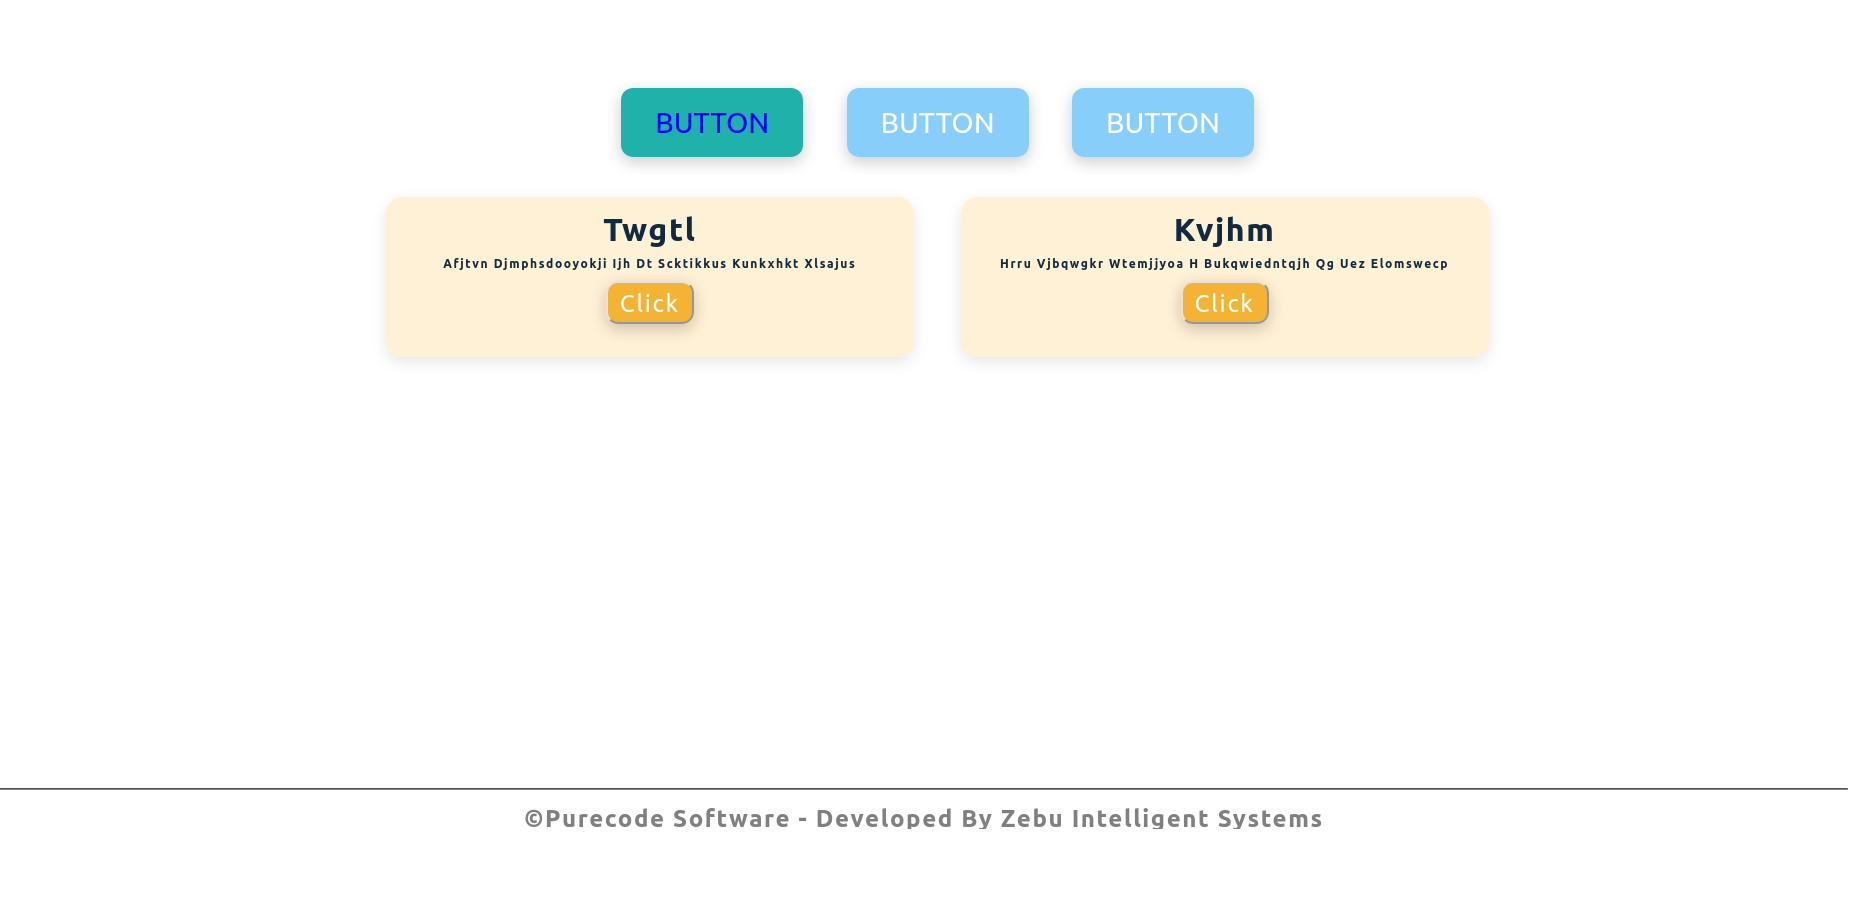 BUTTON BUTTON BUTTON
Twgtl
Afjtvn Djmphsdooyokji Ijh Dt Scktikkus Kunkxhkt Xlsajus
Click
Kvjhm
Hrru Vjbqwgkr Wtemjjyoa H Bukqwiedntqjh Qg Uez Elomswecp
Click
©Purecode Software - Developed By Zebu Intelligent Systems